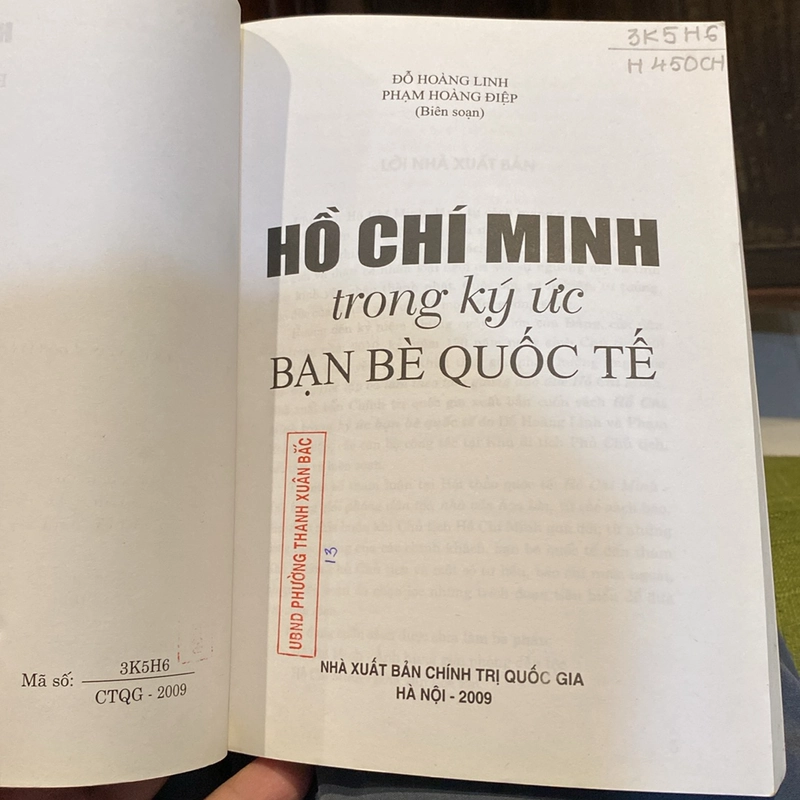 Mã số: 3K5H6
CTQG - 2009
3K5H6
H 450CH
ĐỖ HOÀNG LINH
PHẠM HOÀNG ĐIỆP
(Biên soạn)
HỒ CHÍ MINH
trong ký ức
BẠN BÈ QUỐC TẾ
UBND PHƯỜNG THANH XUÂN BẮC
13
NHÀ XUẤT BẢN CHÍNH TRỊ QUỐC GIA
HÀ NỘI - 2009